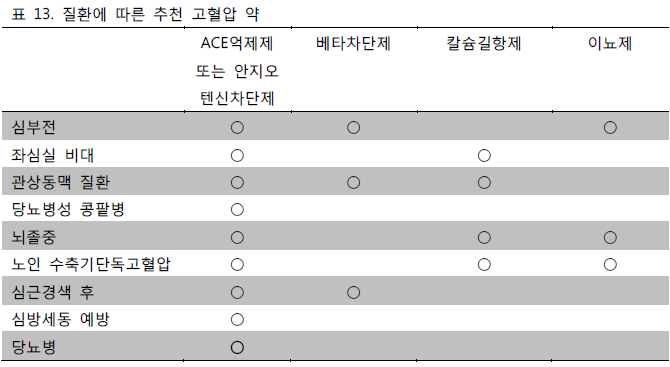 표 13. 질환에 따른 추천 고혈압 약
ACE억제제 베타차단제 칼슘길항제 이뇨제
또는 안지오
텐신차단제
심부전 ○ ○ ○
좌심실 비대 ○ ○
관상동맥 질환 ○ ○ ○
당뇨병성 콩팥병 ○
뇌졸중 ○ ○ ○
노인 수축기단독고혈압 ○ ○ ○
심근경색 후 ○ ○
심방세동 예방 ○
당뇨병 ○